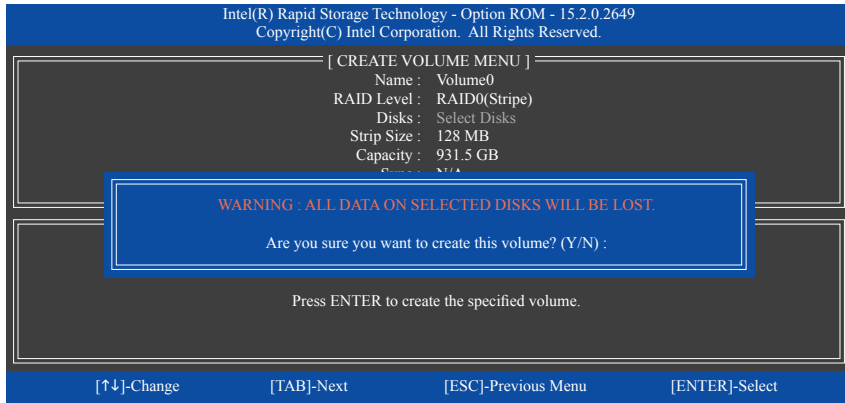 Intel(R) Rapid Storage Technology - Option ROM - 15.2.0.2649
Copyright(C) Intel Corporation. All Rights Reserved.
[ CREATE VOLUME MENU ]
Name : Volume0
RAID Level : RAID0(Stripe)
Disks : Select Disks
Strip Size : 128 MB
Capacity : 931.5 GB
WARNING : ALL DATA ON SELECTED DISKS WILL BE LOST.
Are you sure you want to create this volume? (Y/N) :
Press ENTER to create the specified volume.
[↑↓]-Change [TAB]-Next [ESC]-Previous Menu [ENTER]-Select